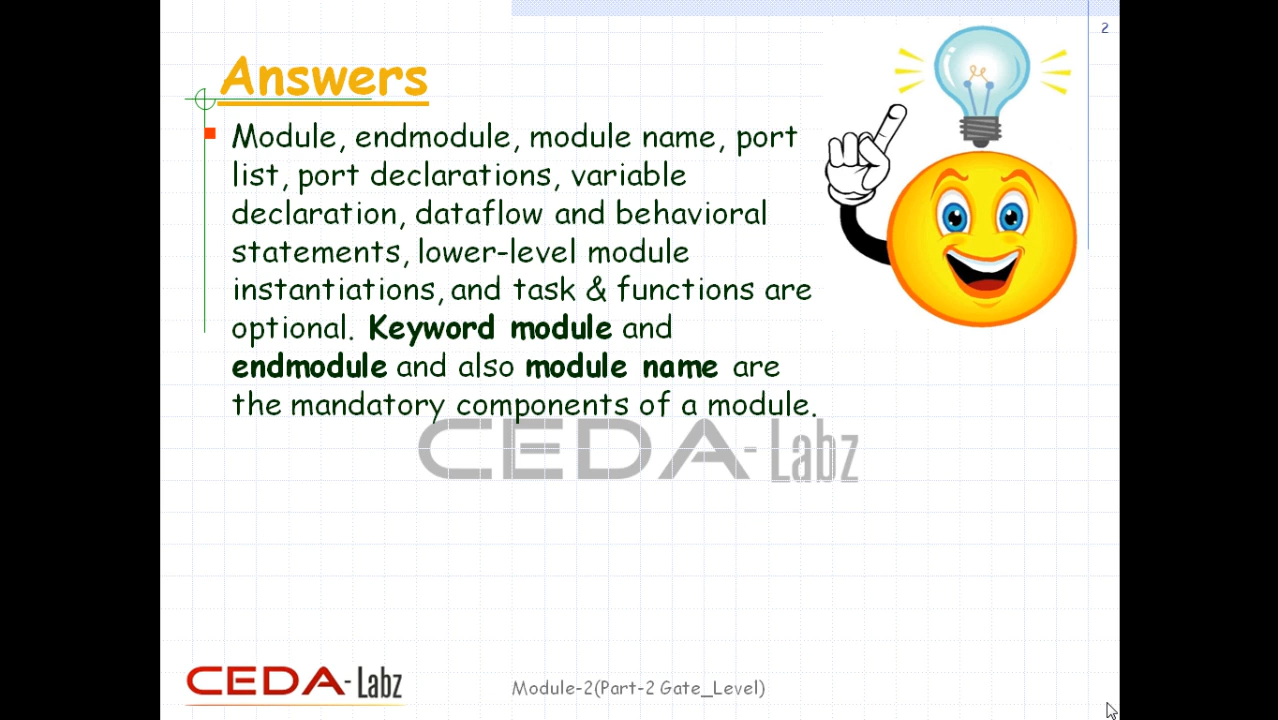 2
Answers
Module, endmodule, module name, port
list, port declarations, variable
declaration, dataflow and behavioral
statements, lower-level module
instantiations, and task & functions are
optional. Keyword module and
endmodule and also module name are
the mandatory components of a module.
CEDA-Labz
CEDA-Labz
Module-2(Part-2 Gate_Level)